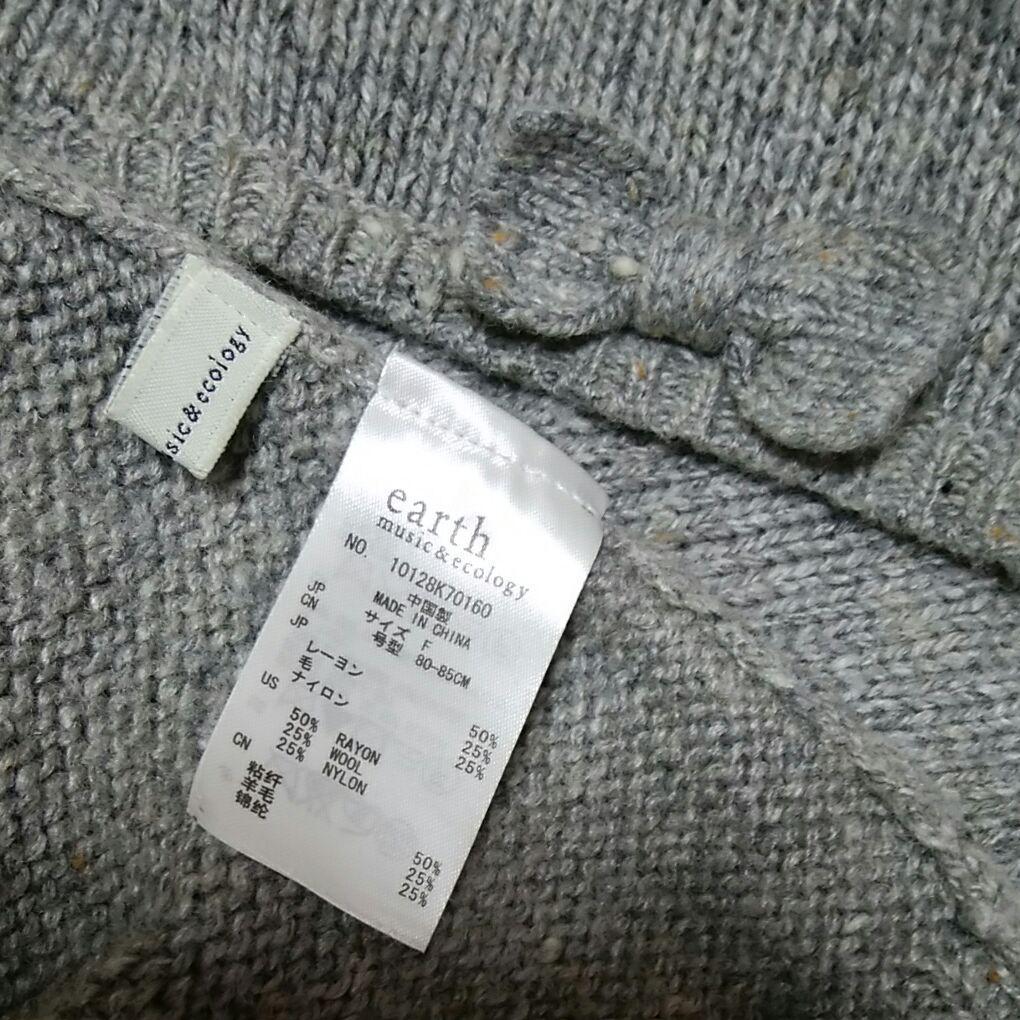 sic&ecology
earth
music&ecology
NO. 10128K70160
JP 中国製
CN MADE IN CHINA
JP サイズ F
号型 80-85CM
レーヨン 50%
毛 25%
ナイロン 25%
US 50% RAYON
25% WOOL
25% NYLON
CN 粘纤 50%
羊毛 25%
锦纶 25%